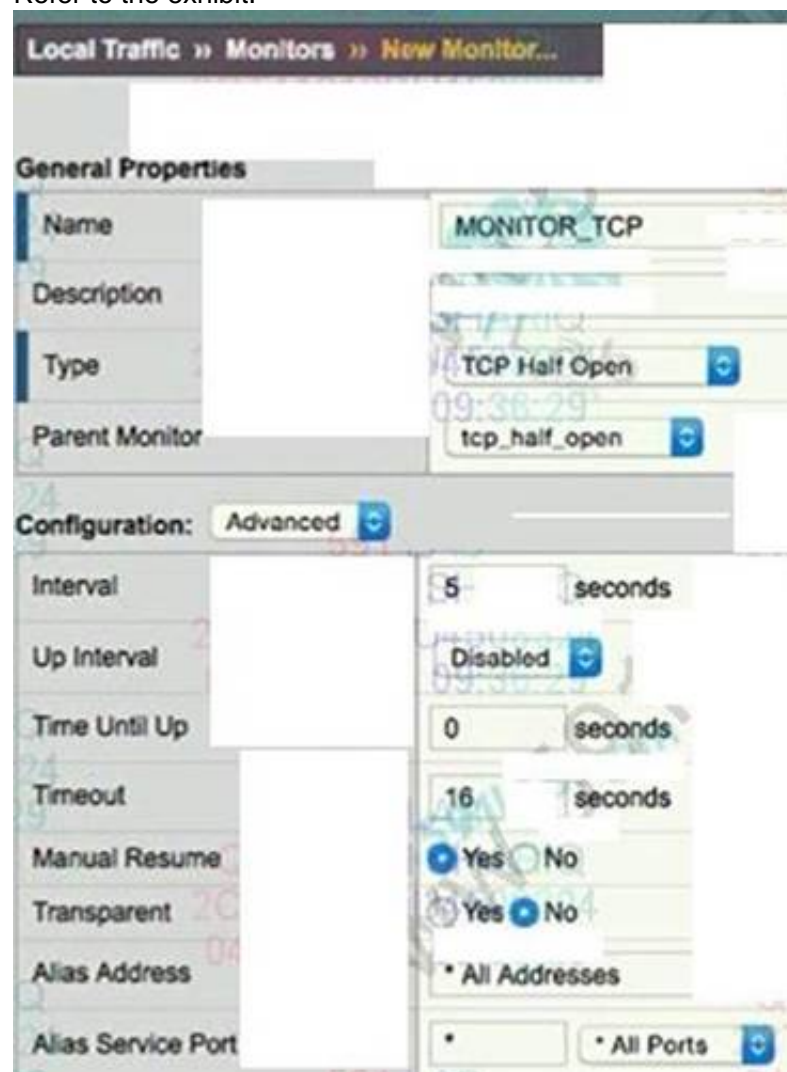 Refer to the exhibit.
Local Traffic » Monitors » New Monitor...
General Properties
Name MONITOR_TCP
Description
Type TCP Half Open
Parent Monitor tcp_half_open
Configuration: Advanced
Interval 5 seconds
Up Interval Disabled
Time Until Up 0 seconds
Timeout 16 seconds
Manual Resume Yes No
Transparent Yes No
Alias Address * All Addresses
Alias Service Port * * All Ports